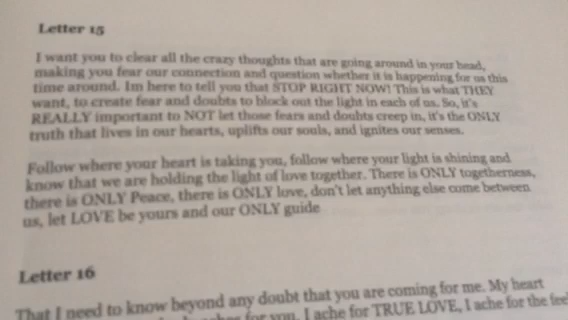 Letter 15
I want you to clear all the crazy thoughts that are going around in your head,
making you fear our connection and question whether it is happening for us this
time around. Im here to tell you that STOP RIGHT NOW! This is what THEY
want, to create fear and doubts to block out the light in each of us. So, it's
REALLY important to NOT let those fears and doubts creep in, it's the ONLY
truth that lives in our hearts, uplifts our souls, and ignites our senses.
Follow where your heart is taking you, follow where your light is shining and
know that we are holding the light of love together. There is ONLY togetherness,
there is ONLY Peace, there is ONLY love, don't let anything else come between
us, let LOVE be yours and our ONLY guide
Letter 16
That I need to know beyond any doubt that you are coming for me. My heart
for you. I ache for TRUE LOVE, I ache for the